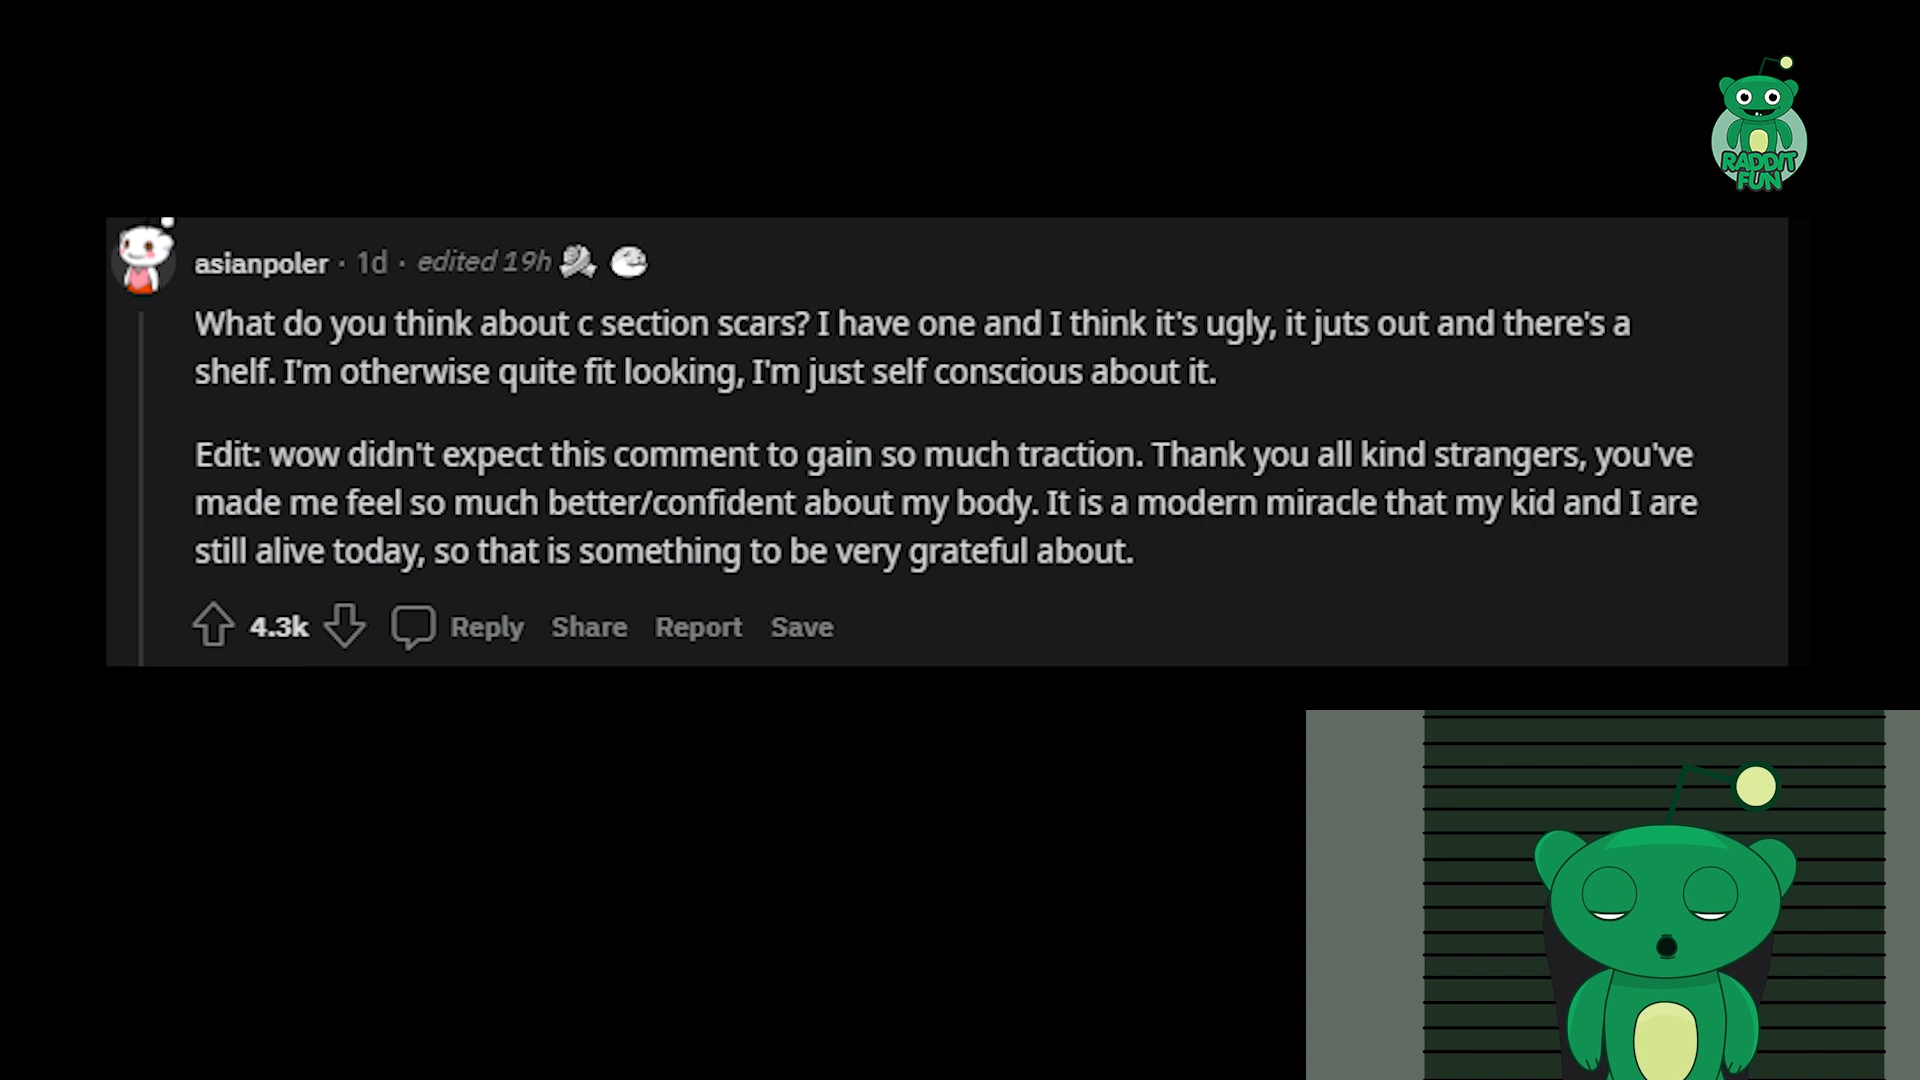 RADDIT
FUN
asianpoler · 1d · edited 19h
What do you think about c section scars? I have one and I think it's ugly, it juts out and there's a
shelf. I'm otherwise quite fit looking, I'm just self conscious about it.
Edit: wow didn't expect this comment to gain so much traction. Thank you all kind strangers, you've
made me feel so much better/confident about my body. It is a modern miracle that my kid and I are
still alive today, so that is something to be very grateful about.
4.3k Reply Share Report Save